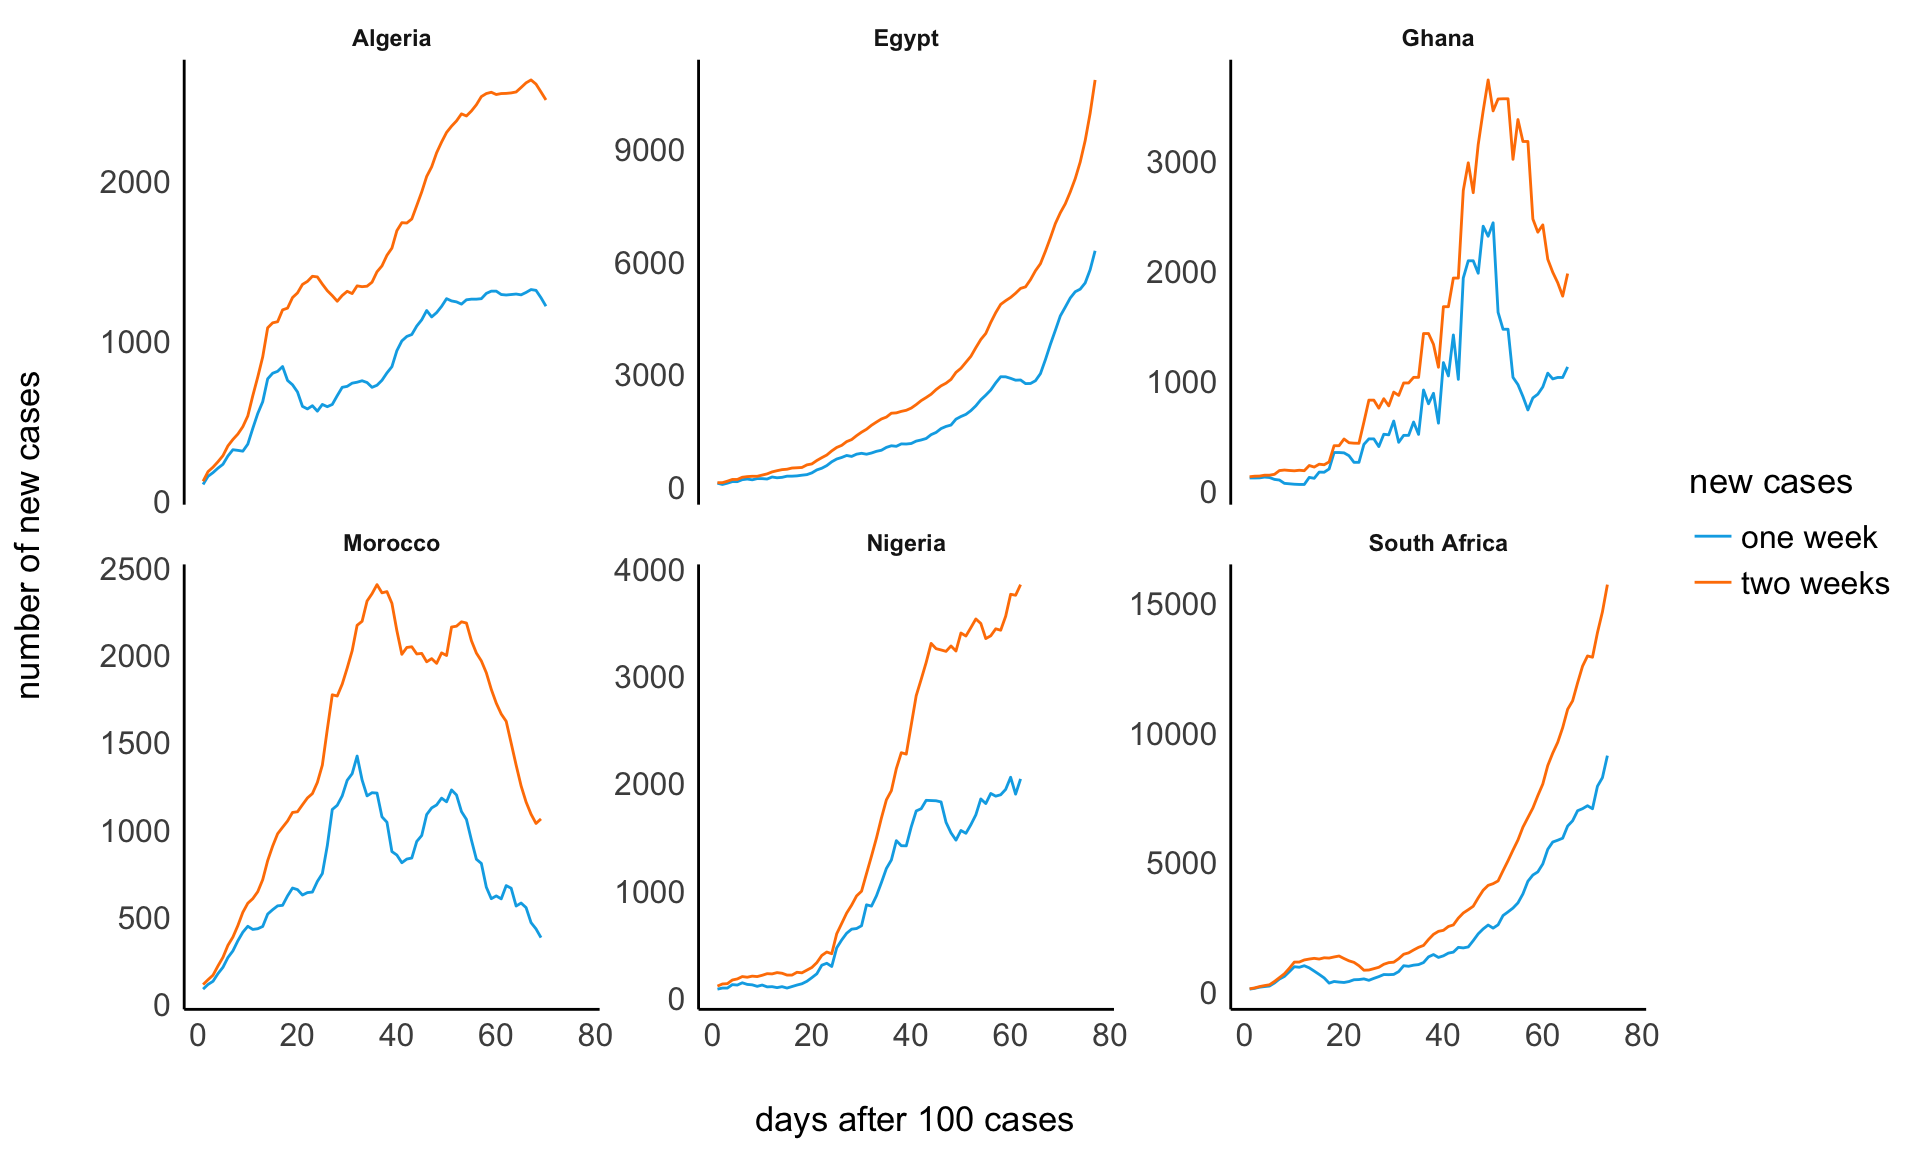 Algeria
Egypt
Ghana
2000
1000
0
9000
6000
3000
0
3000
2000
1000
0
Morocco
Nigeria
South Africa
2500
2000
1500
1000
500
0
4000
3000
2000
1000
0
15000
10000
5000
0
0 20 40 60 80
0 20 40 60 80
0 20 40 60 80
number of new cases
days after 100 cases
new cases
one week
two weeks